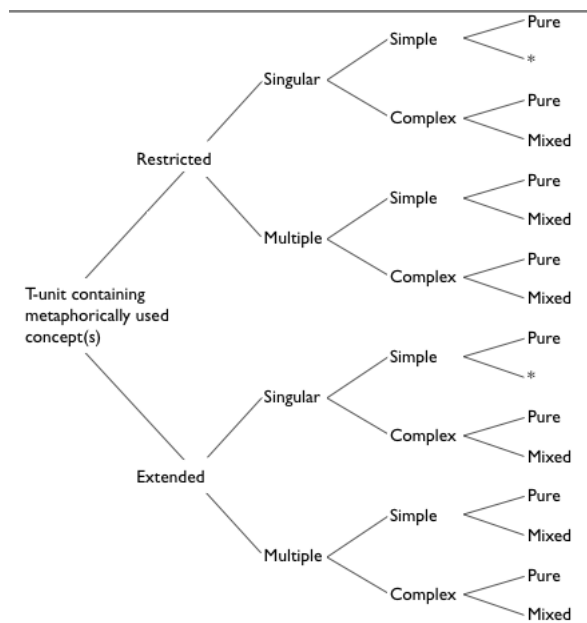 Pure
Simple
*
Singular
Pure
Complex
Mixed
Restricted
Pure
Simple
Mixed
Multiple
Pure
Complex
Mixed
T-unit containing
metaphorically used
concept(s)
Pure
Simple
*
Singular
Pure
Complex
Mixed
Extended
Pure
Simple
Mixed
Multiple
Pure
Complex
Mixed